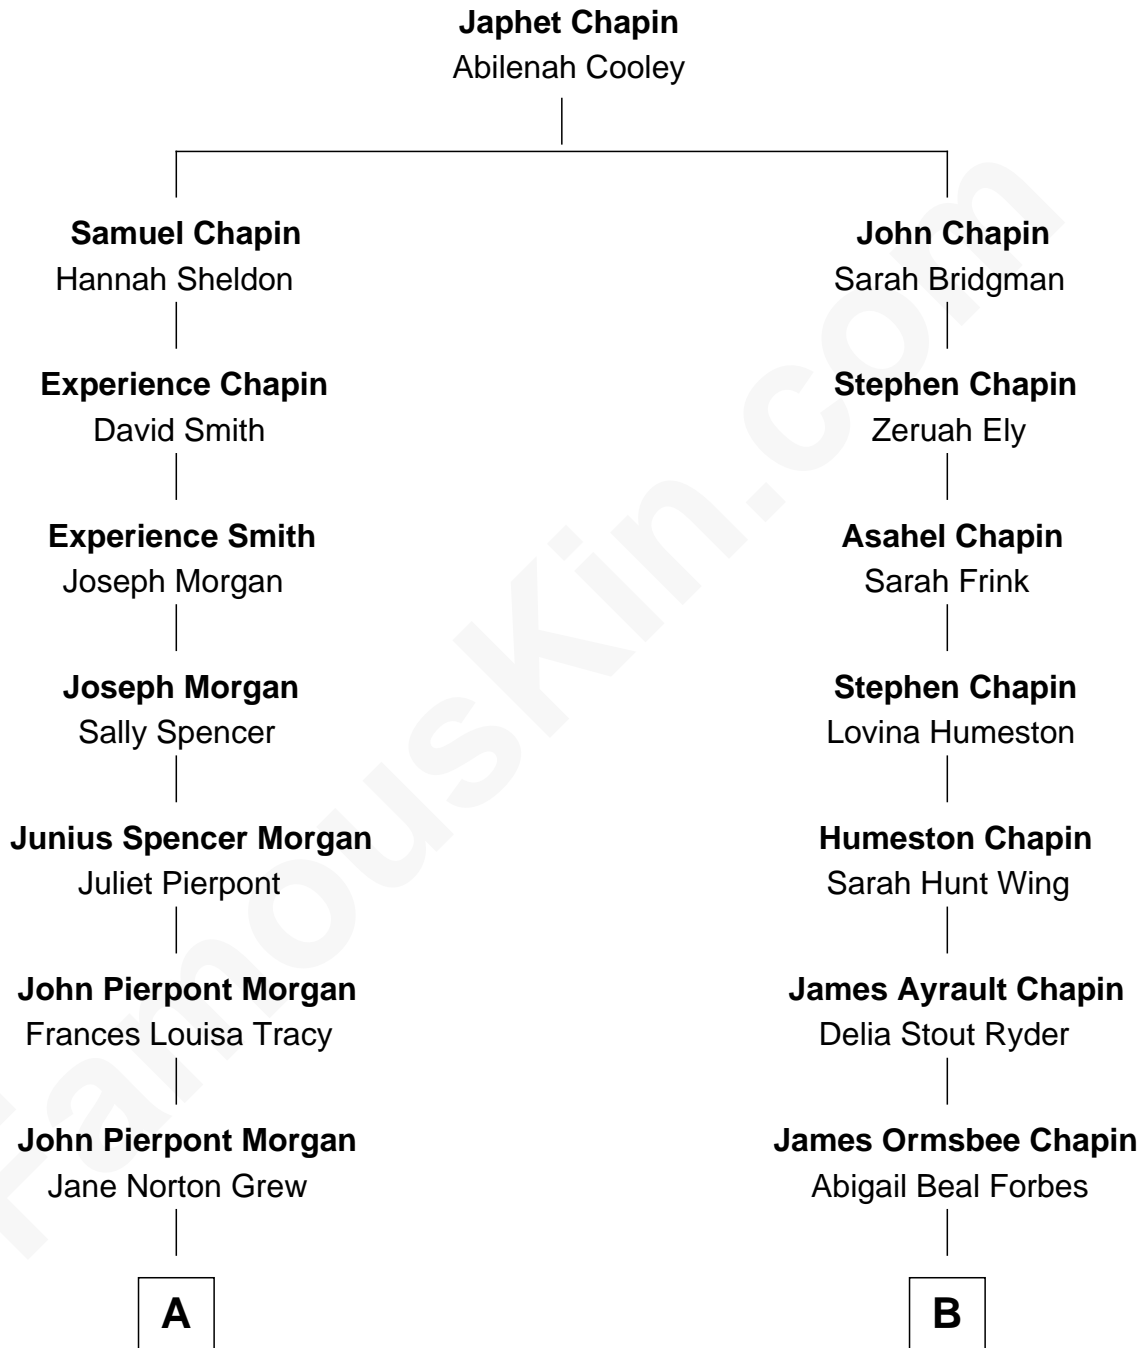 Japhet Chapin
Abilenah Cooley
Samuel Chapin
Hannah Sheldon
John Chapin
Sarah Bridgman
Experience Chapin
David Smith
Stephen Chapin
Zeruah Ely
Experience Smith
Joseph Morgan
Asahel Chapin
Sarah Frink
Joseph Morgan
Sally Spencer
Stephen Chapin
Lovina Humeston
Junius Spencer Morgan
Juliet Pierpont
Humeston Chapin
Sarah Hunt Wing
John Pierpont Morgan
Frances Louisa Tracy
James Ayrault Chapin
Delia Stout Ryder
John Pierpont Morgan
Jane Norton Grew
James Ormsbee Chapin
Abigail Beal Forbes
A
B
FamousKin.com